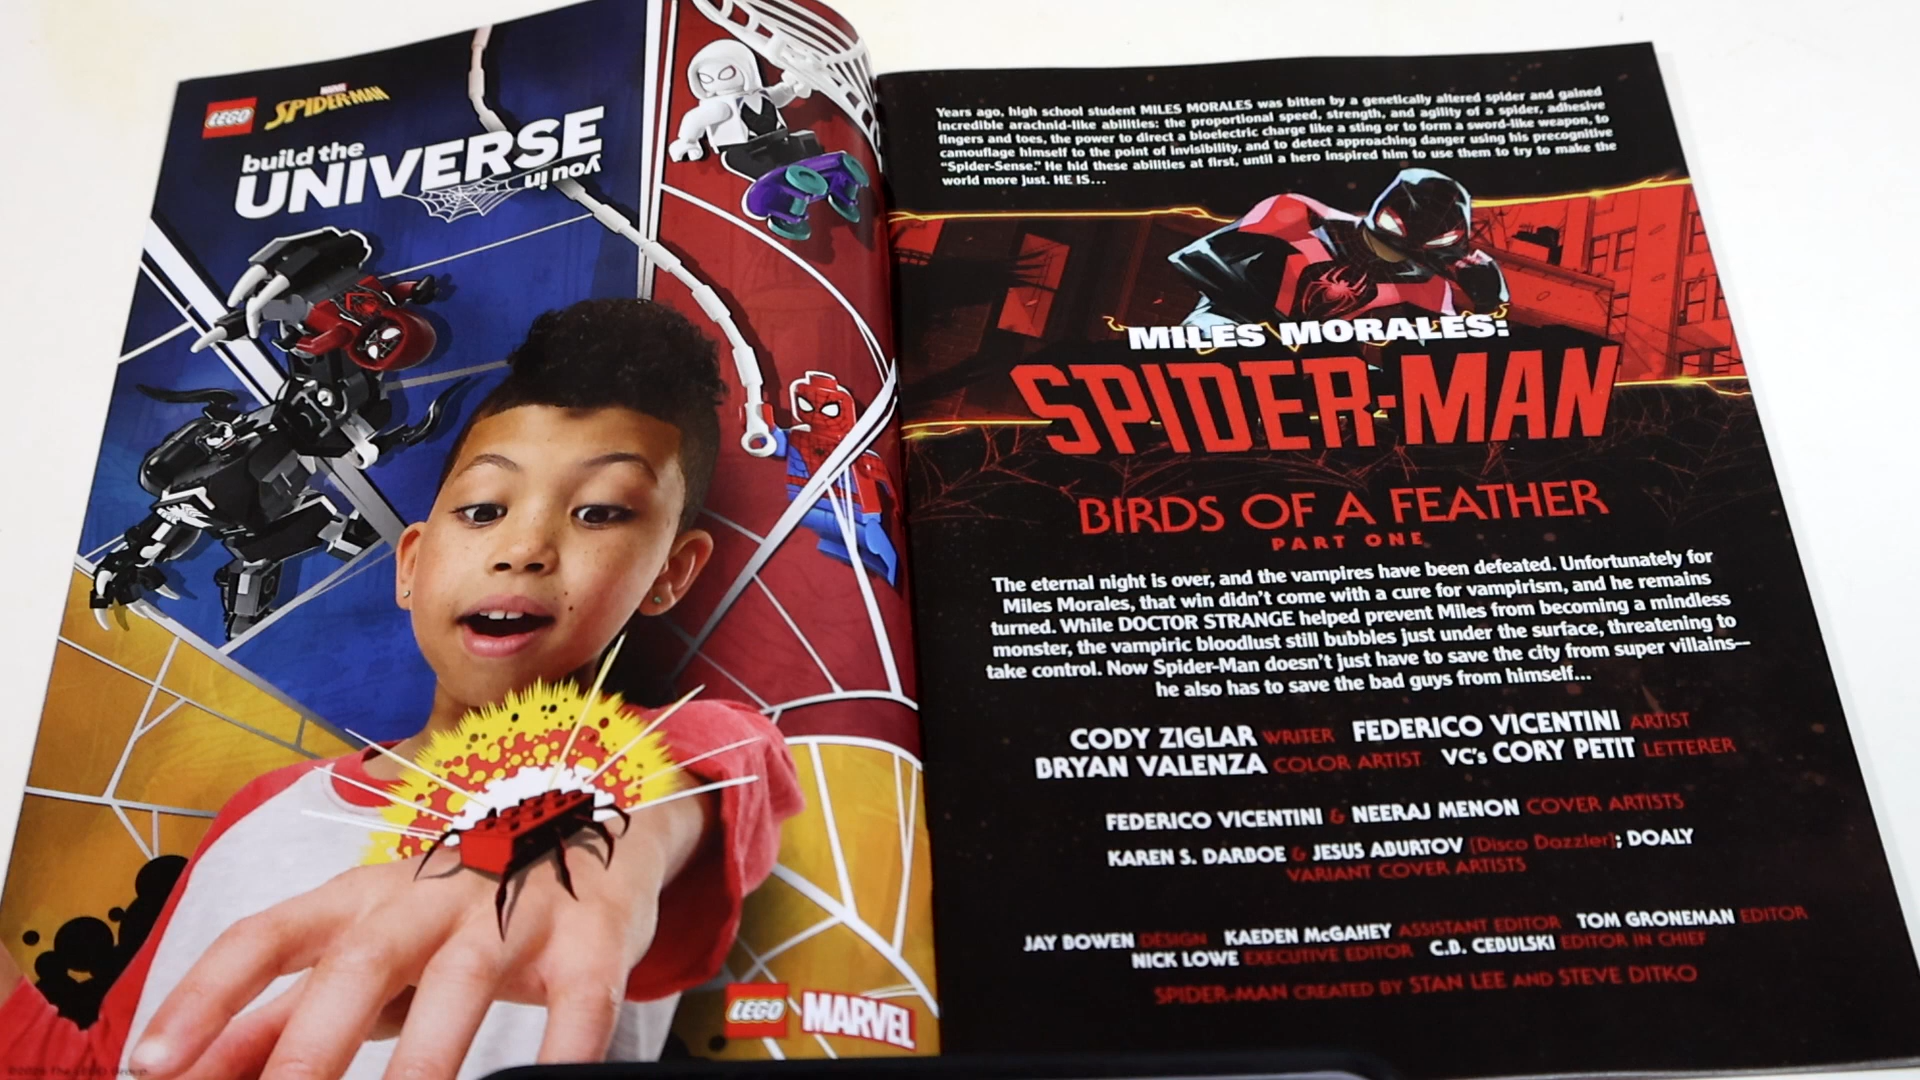 LEGO
MARVEL
SPIDER-MAN
build the
UNIVERSE
in you
LEGO MARVEL
©2024 The LEGO Group.
Years ago, high school student MILES MORALES was bitten by a genetically altered spider and gained
incredible arachnid-like abilities: the proportional speed, strength, and agility of a spider, adhesive
fingers and toes, the power to direct a bioelectric charge like a sting or to form a sword-like weapon, to
camouflage himself to the point of invisibility, and to detect approaching danger using his precognitive
“Spider-Sense.” He hid these abilities at first, until a hero inspired him to use them to try to make the
world more just. HE IS...
MILES MORALES:
SPIDER-MAN
BIRDS OF A FEATHER
PART ONE
The eternal night is over, and the vampires have been defeated. Unfortunately for
Miles Morales, that win didn’t come with a cure for vampirism, and he remains
turned. While DOCTOR STRANGE helped prevent Miles from becoming a mindless
monster, the vampiric bloodlust still bubbles just under the surface, threatening to
take control. Now Spider-Man doesn’t just have to save the city from super villains—
he also has to save the bad guys from himself...
CODY ZIGLAR WRITER FEDERICO VICENTINI ARTIST
BRYAN VALENZA COLOR ARTIST VC’s CORY PETIT LETTERER
FEDERICO VICENTINI & NEERAJ MENON COVER ARTISTS
KAREN S. DARBOE & JESUS ABURTOV [Disco Dazzler]; DOALY
VARIANT COVER ARTISTS
JAY BOWEN DESIGN KAEDEN McGAHEY ASSISTANT EDITOR TOM GRONEMAN EDITOR
NICK LOWE EXECUTIVE EDITOR C.B. CEBULSKI EDITOR IN CHIEF
SPIDER-MAN CREATED BY STAN LEE AND STEVE DITKO